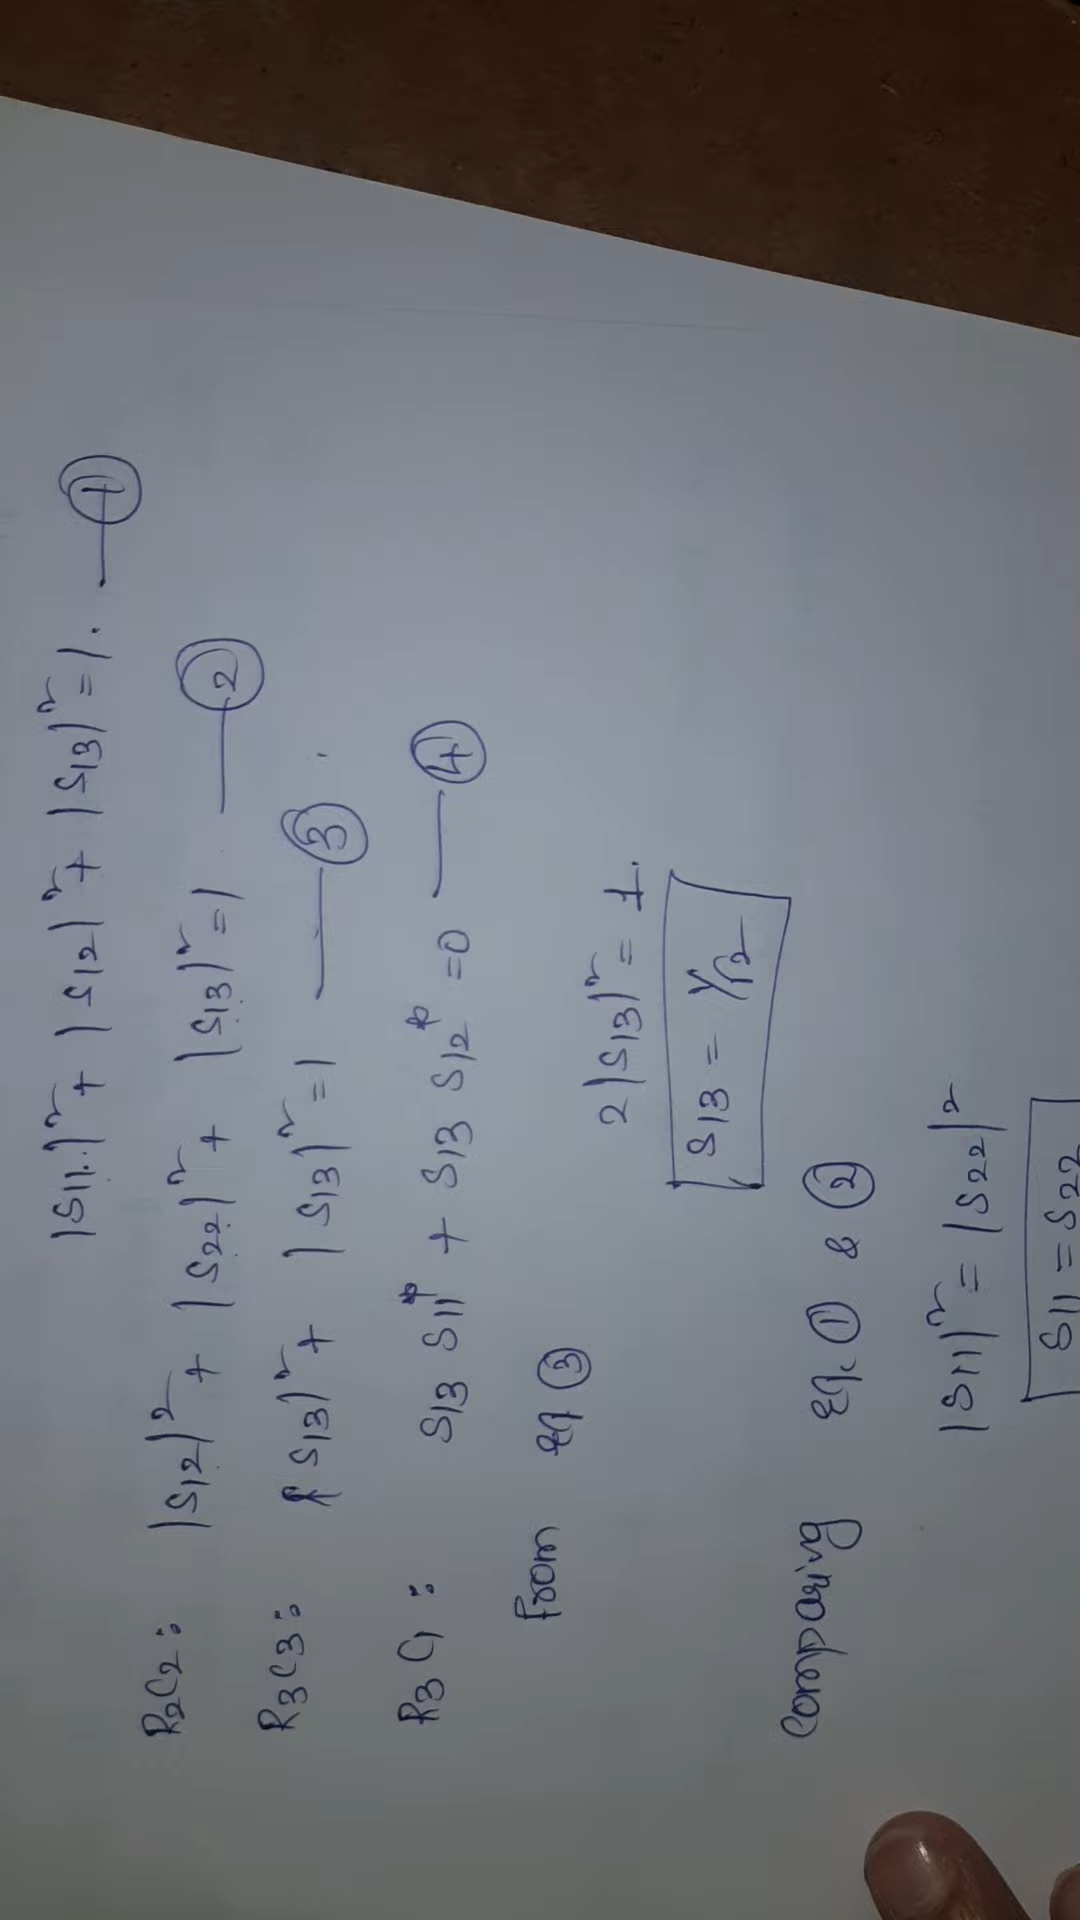 |S11|² + |S12|² + |S13|² = 1. — ①
R2C2: |S12|² + |S22|² + |S13|² = 1 — ②
R3C3: |S13|² + |S13|² = 1 — ③
R3C1: S13 S11* + S13 S12* = 0 — ④
From eq ③
2|S13|² = 1.
S13 = 1/√2
Comparing eq. ① & ②
|S11|² = |S22|²
S11 = S22